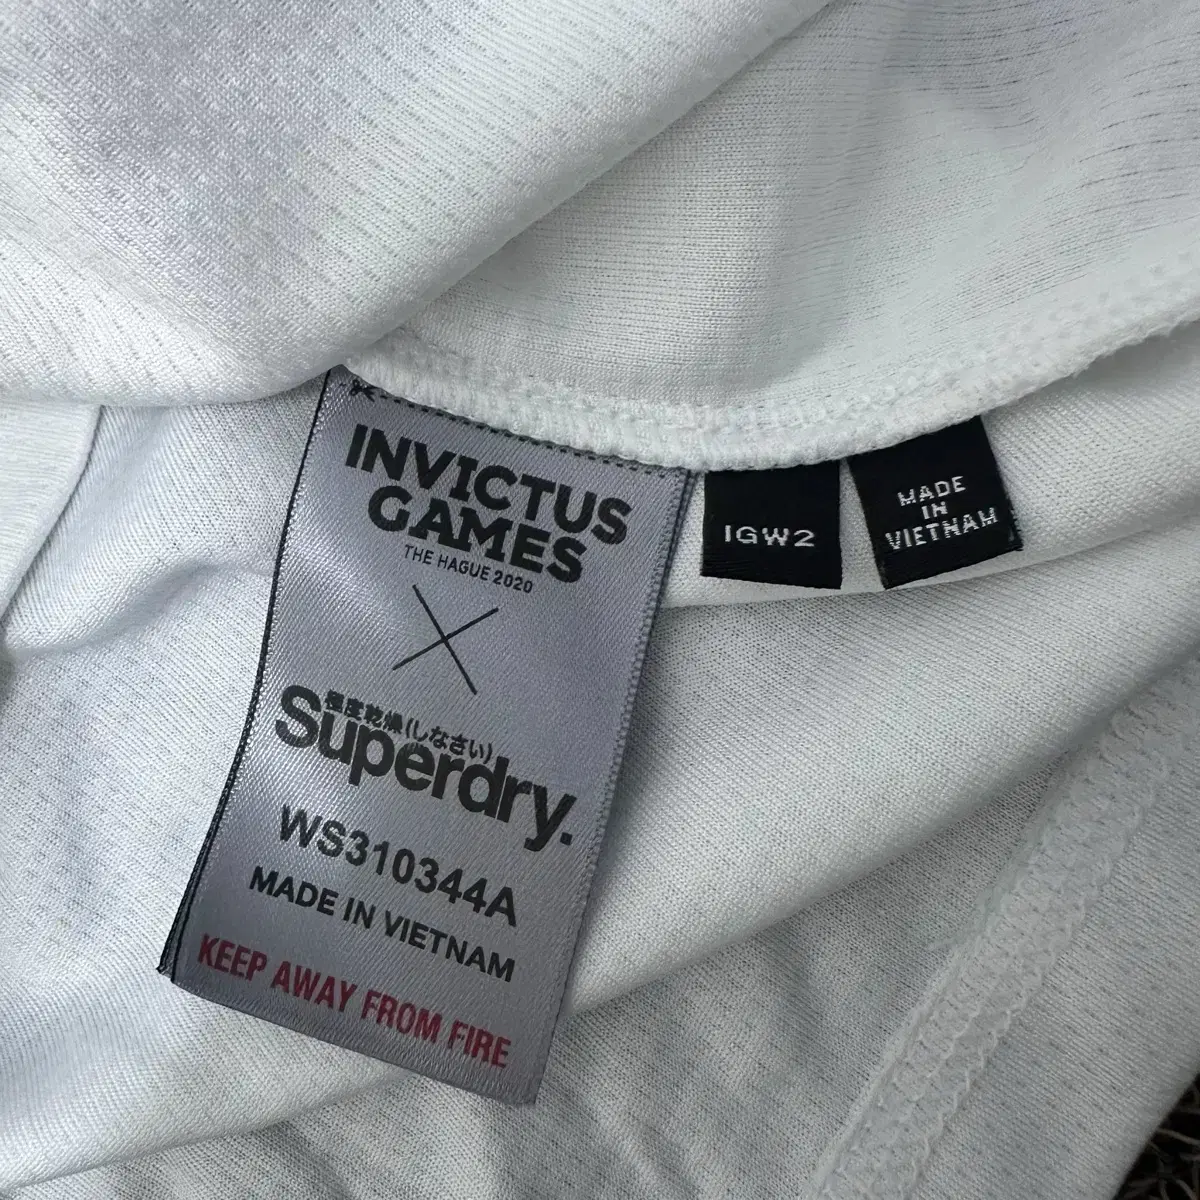 INVICTUS
GAMES
THE HAGUE 2020
極度乾燥(しなさい)
Superdry.
WS310344A
MADE IN VIETNAM
KEEP AWAY FROM FIRE
IGW2
MADE
IN
VIETNAM